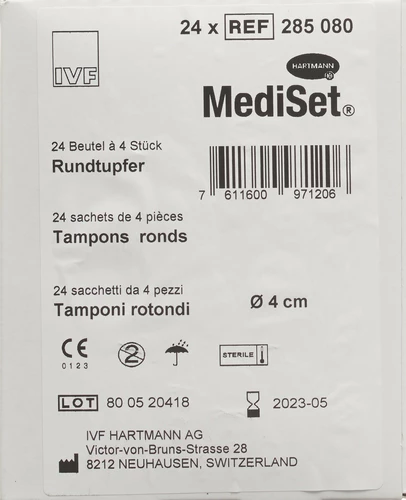 24 x REF 285 080
IVF
HARTMANN
MediSet®
24 Beutel à 4 Stück
Rundtupfer
7 611600 971206
24 sachets de 4 pièces
Tampons ronds
24 sacchetti da 4 pezzi
Tamponi rotondi
Ø 4 cm
CE
0123
2
STERILE
LOT 80 05 20418
2023-05
IVF HARTMANN AG
Victor-von-Bruns-Strasse 28
8212 NEUHAUSEN, SWITZERLAND